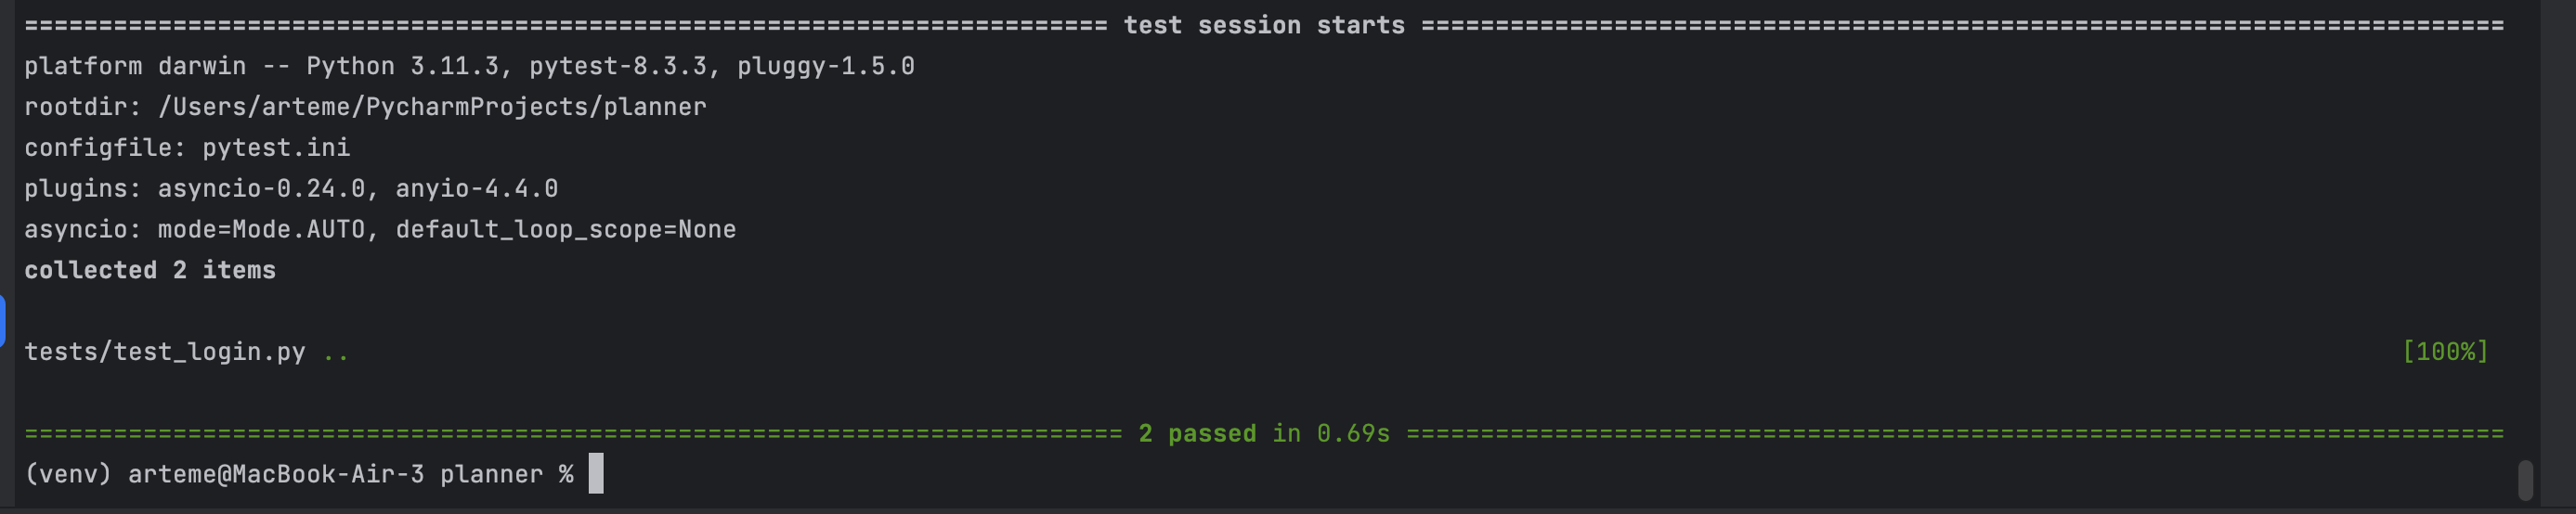 ========================================================================= test session starts =========================================================================
platform darwin -- Python 3.11.3, pytest-8.3.3, pluggy-1.5.0
rootdir: /Users/arteme/PycharmProjects/planner
configfile: pytest.ini
plugins: asyncio-0.24.0, anyio-4.4.0
asyncio: mode=Mode.AUTO, default_loop_scope=None
collected 2 items
tests/test_login.py .. [100%]
========================================================================== 2 passed in 0.69s ==========================================================================
(venv) arteme@MacBook-Air-3 planner %